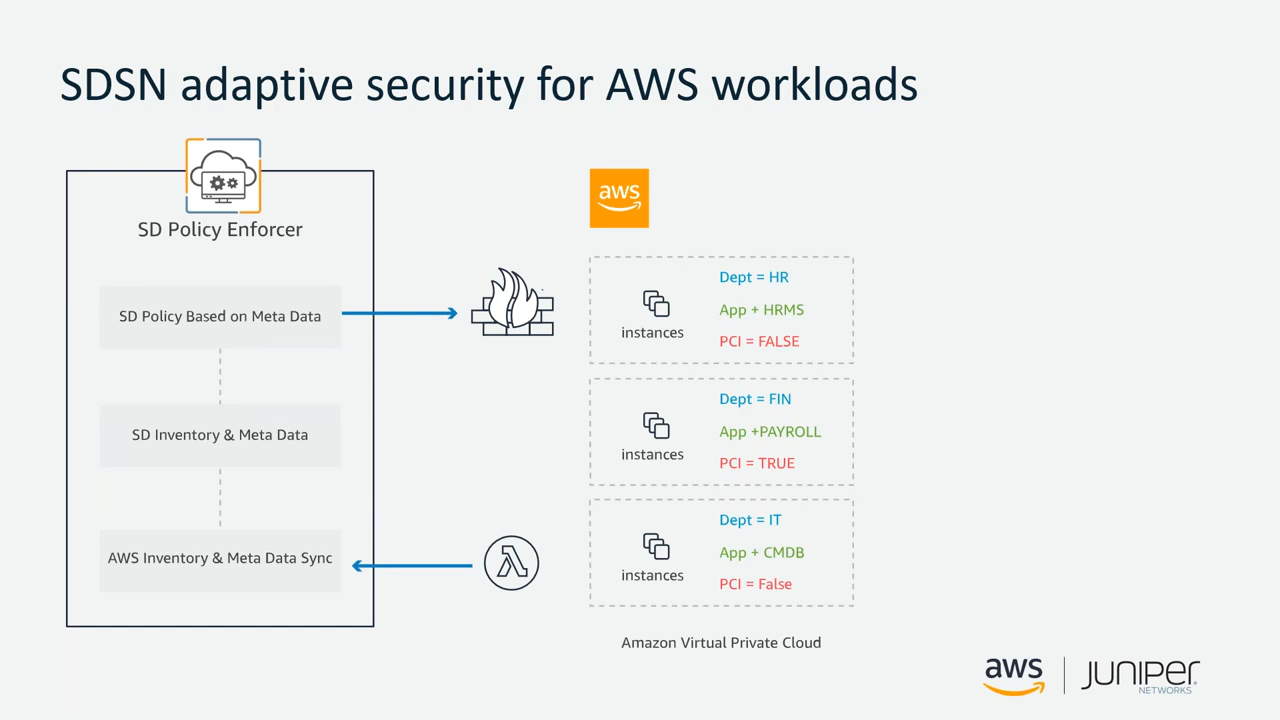 SDSN adaptive security for AWS workloads
SD Policy Enforcer
SD Policy Based on Meta Data
SD Inventory & Meta Data
AWS Inventory & Meta Data Sync
aws
instances
Dept = HR
App + HRMS
PCI = FALSE
instances
Dept = FIN
App +PAYROLL
PCI = TRUE
instances
Dept = IT
App + CMDB
PCI = False
Amazon Virtual Private Cloud
aws
JUNIPER
NETWORKS